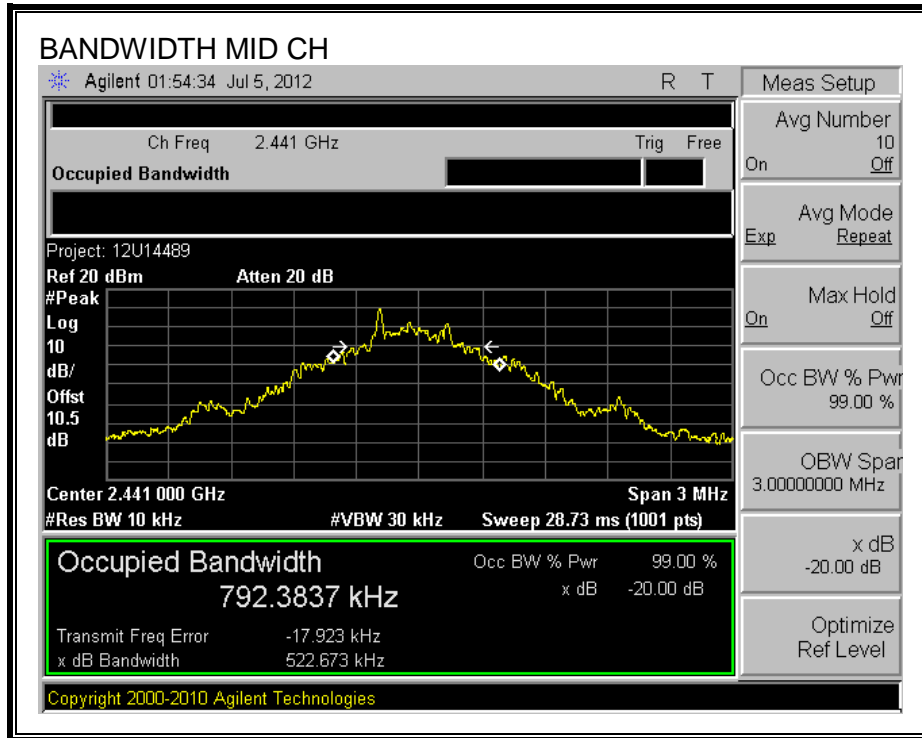 BANDWIDTH MID CH
Agilent 01:54:34 Jul 5, 2012 R T
Ch Freq 2.441 GHz Trig Free
Occupied Bandwidth
Project: 12U14489
Ref 20 dBm Atten 20 dB
#Peak
Log
10
dB/
Offst
10.5
dB
Center 2.441 000 GHz Span 3 MHz
#Res BW 10 kHz #VBW 30 kHz Sweep 28.73 ms (1001 pts)
Occupied Bandwidth Occ BW % Pwr 99.00 %
792.3837 kHz x dB -20.00 dB
Transmit Freq Error -17.923 kHz
x dB Bandwidth 522.673 kHz
Copyright 2000-2010 Agilent Technologies
Meas Setup
Avg Number
10
On Off
Avg Mode
Exp Repeat
Max Hold
On Off
Occ BW % Pwr
99.00 %
OBW Span
3.00000000 MHz
x dB
-20.00 dB
Optimize
Ref Level